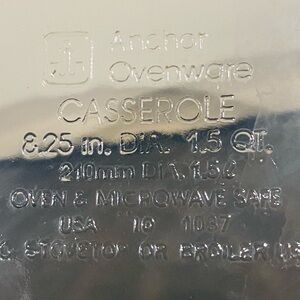 Anchor
Ovenware
CASSEROLE
8.25 in. DIA. 1.5 QT.
210mm DIA. 1.5
OVEN & MICROWAVE SAFE
USA 10 1037
STOVETOP OR BROILER